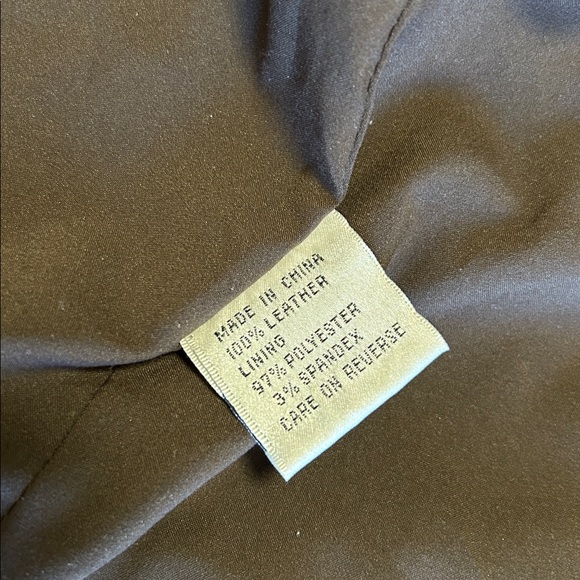 MADE IN CHINA
100% LEATHER
LINING
97% POLYESTER
3% SPANDEX
CARE ON REVERSE